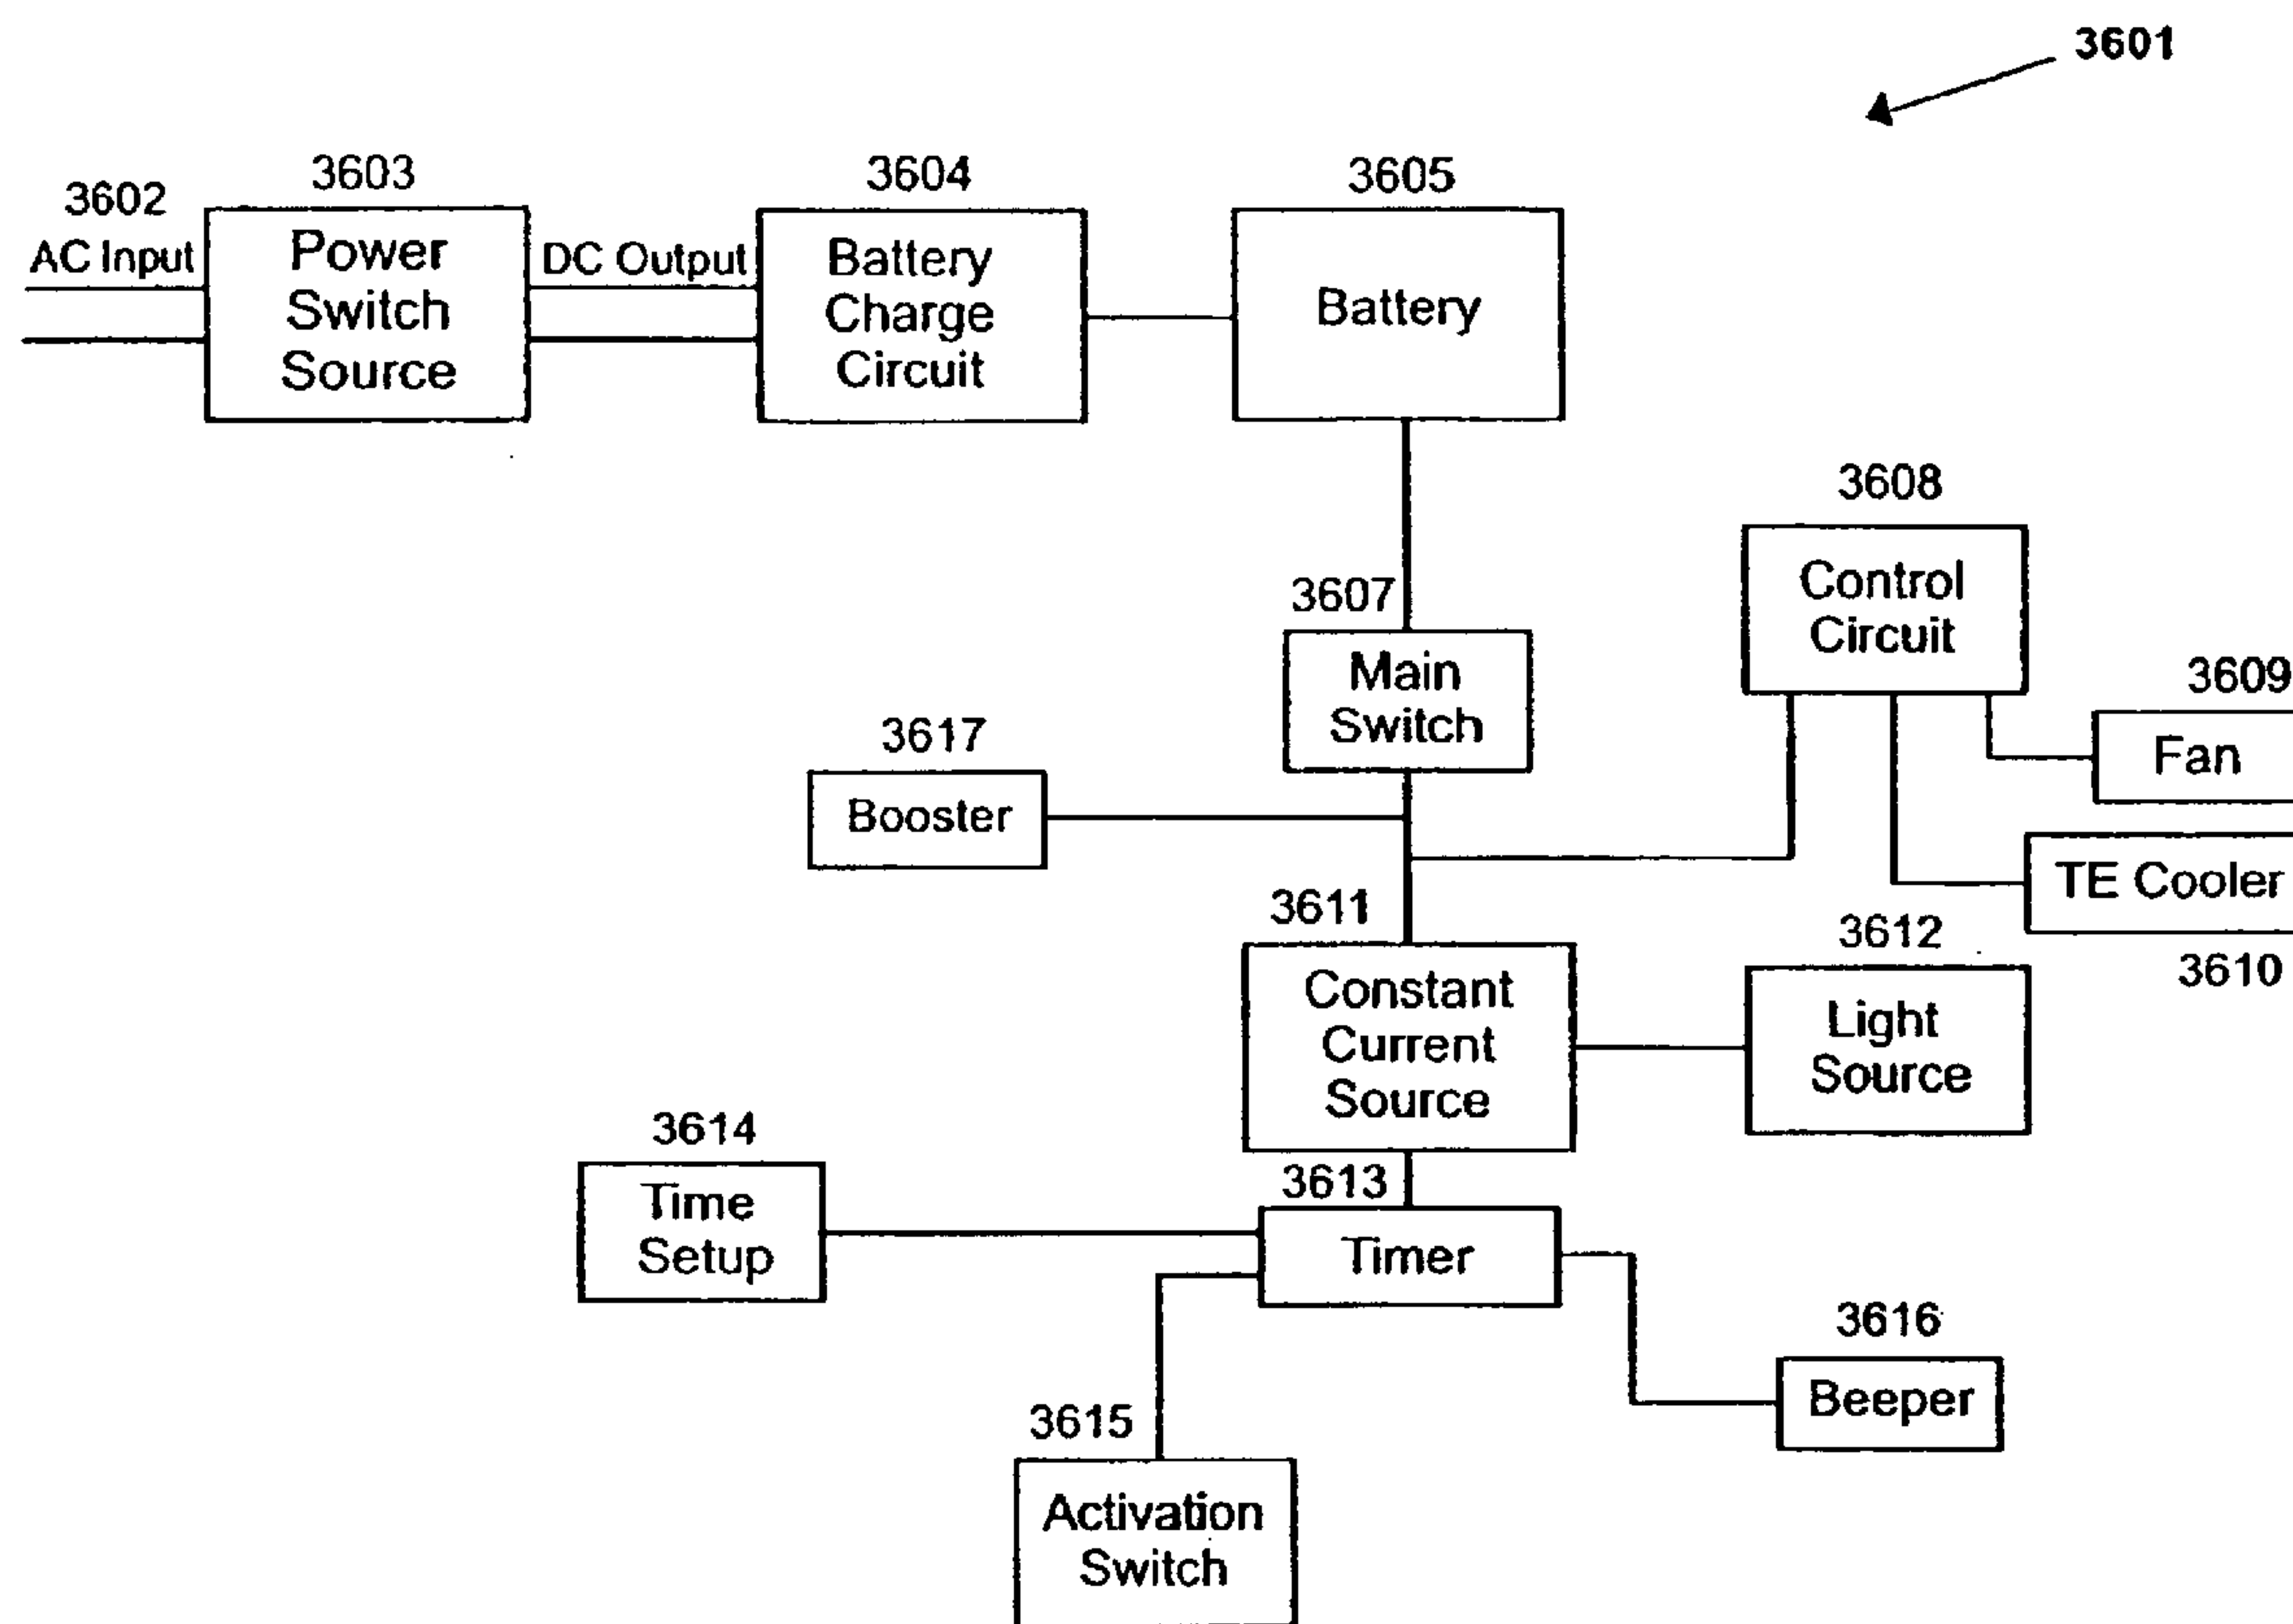 3601
3602
AC Input
3603
Power
Switch
Source
DC Output
3604
Battery
Charge
Circuit
3605
Battery
3607
Main
Switch
3608
Control
Circuit
3609
Fan
TE Cooler
3610
3617
Booster
3611
Constant
Current
Source
3612
Light
Source
3613
Timer
3614
Time
Setup
3615
Activation
Switch
3616
Beeper